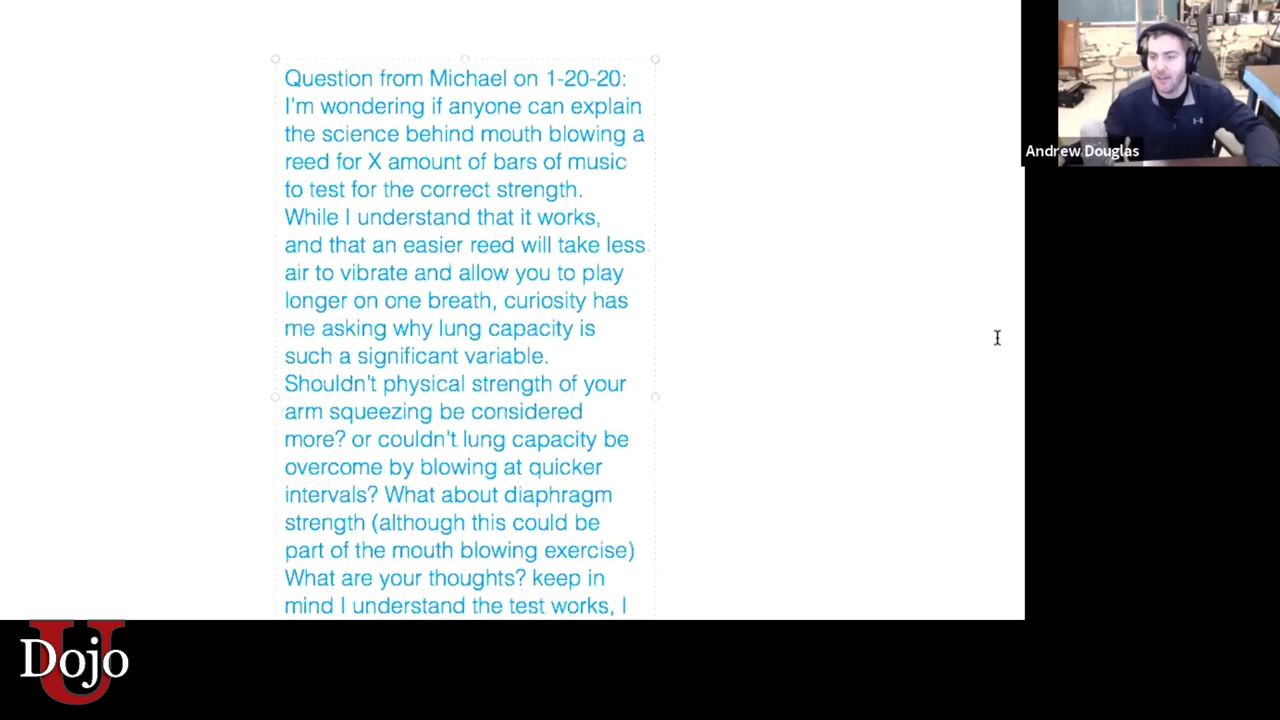 Question from Michael on 1-20-20:
I'm wondering if anyone can explain
the science behind mouth blowing a
reed for X amount of bars of music
fo test for the correct strength.
While I understand that it works,
and that an easier reed will take less
air to vibrate and allow you to play
longer on one breath, curiosity has
me asking why lung capacity is
such a significant variable.
Shouldn't physical strength of your
arm squeezing be considered
more? or couldn't lung capacity be
overcome by blowing at quicker
intervals? What about diaphragm
strength (although this could be
part of the mouth blowing exercise)
What are your thoughts? keep in
mind I understand the test works, I
Andrew Douglas
Dojo
U